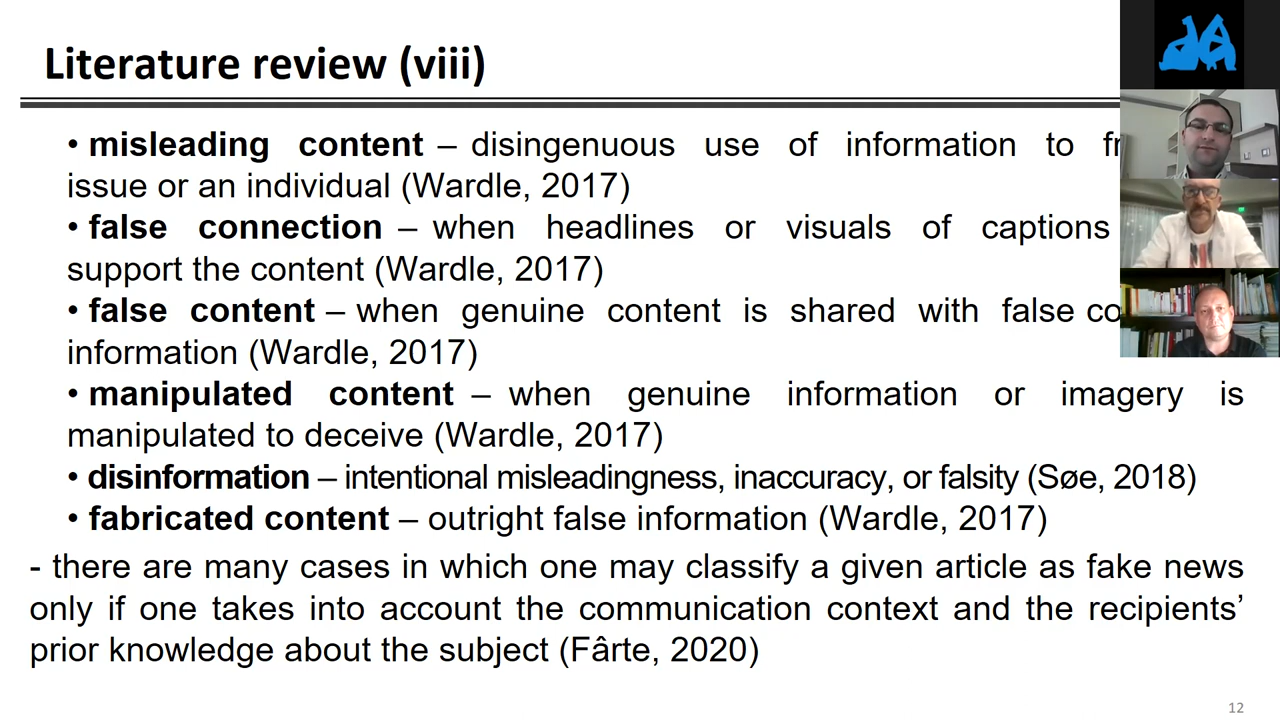 Literature review (viii)
• misleading content – disingenuous use of information to
issue or an individual (Wardle, 2017)
• false connection – when headlines or visuals of captions
support the content (Wardle, 2017)
• false content – when genuine content is shared with false
information (Wardle, 2017)
• manipulated content – when genuine information or imagery is
manipulated to deceive (Wardle, 2017)
• disinformation – intentional misleadingness, inaccuracy, or falsity (Søe, 2018)
• fabricated content – outright false information (Wardle, 2017)
- there are many cases in which one may classify a given article as fake news
only if one takes into account the communication context and the recipients’
prior knowledge about the subject (Fârte, 2020)
12